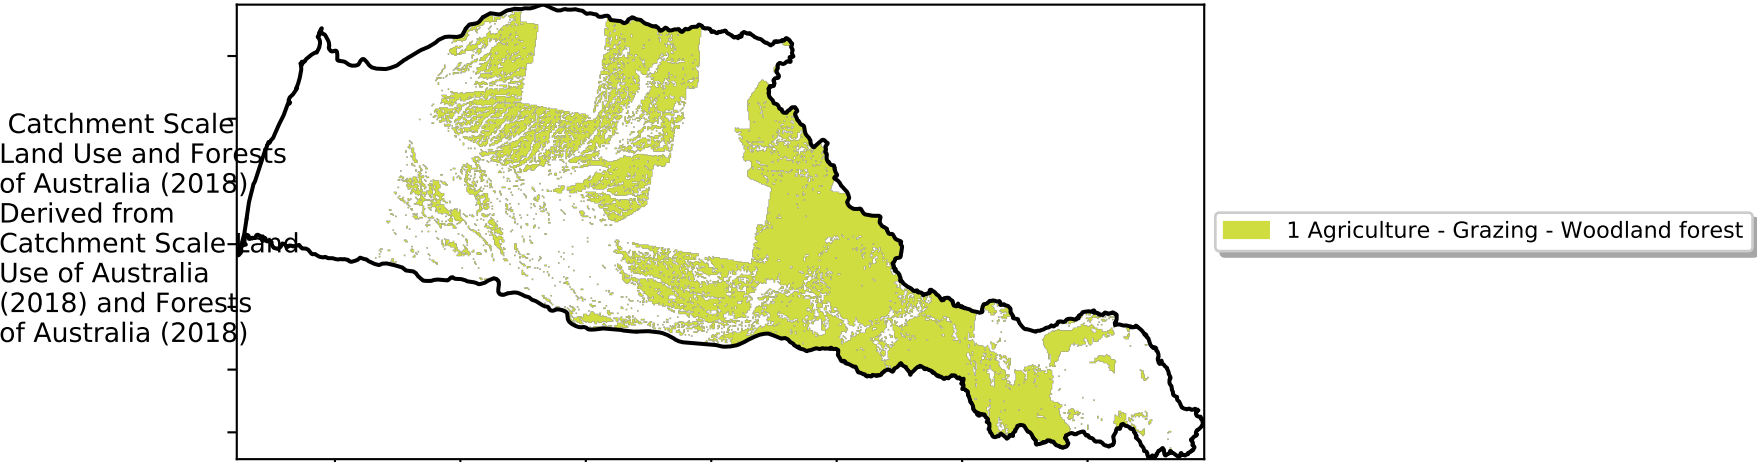 Catchment Scale
Land Use and Forests
of Australia (2018)
Derived from
Catchment Scale Land
Use of Australia
(2018) and Forests
of Australia (2018)
1 Agriculture - Grazing - Woodland forest